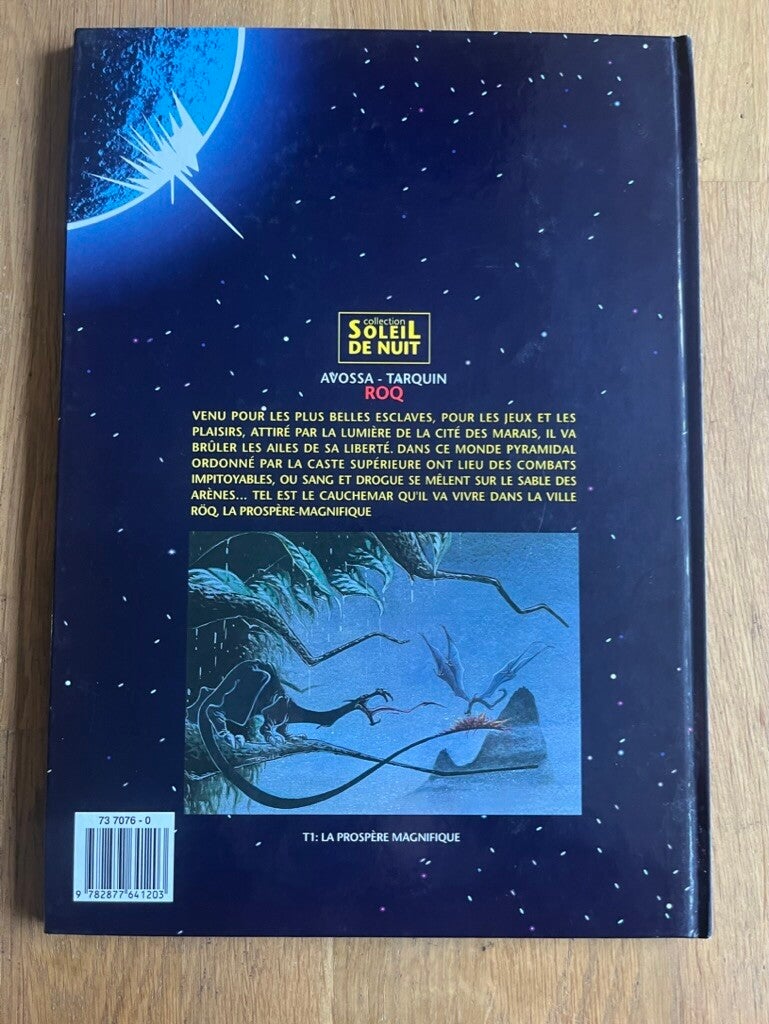 collection
SOLEIL
DE NUIT
AVOSSA - TARQUIN
ROQ
VENU POUR LES PLUS BELLES ESCLAVES, POUR LES JEUX ET LES
PLAISIRS, ATTIRÉ PAR LA LUMIÈRE DE LA CITÉ DES MARAIS, IL VA
BRÛLER LES AILES DE SA LIBERTÉ. DANS CE MONDE PYRAMIDAL
ORDONNÉ PAR LA CASTE SUPÉRIEURE ONT LIEU DES COMBATS
IMPITOYABLES, OU SANG ET DROGUE SE MÊLENT SUR LE SABLE DES
ARÈNES... TEL EST LE CAUCHEMAR QU'IL VA VIVRE DANS LA VILLE
RÖQ, LA PROSPÈRE-MAGNIFIQUE
T1: LA PROSPÈRE MAGNIFIQUE
73 7076 - 0
9 782877 641203